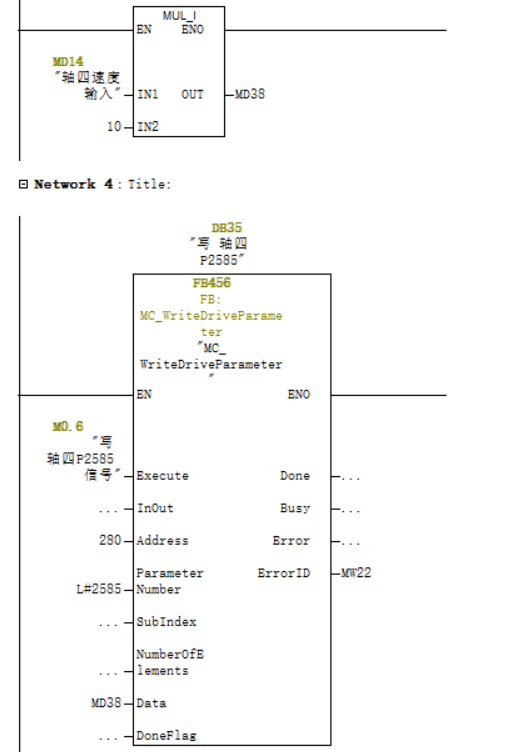 MUL_I
EN ENO
MD14
"轴四速度
输入" IN1 OUT MD38
10 IN2
Network 4 : Title:
DB35
"写 轴四
P2585"
FB456
FB:
MC_WriteDriveParame
ter
"MC_
WriteDriveParameter
"
EN ENO
M0.6
"写
轴四P2585
信号" Execute Done ...
... InOut Busy ...
280 Address Error ...
Parameter ErrorID MW22
L#2585 Number
... SubIndex
NumberOfE
... lements
MD38 Data
... DoneFlag